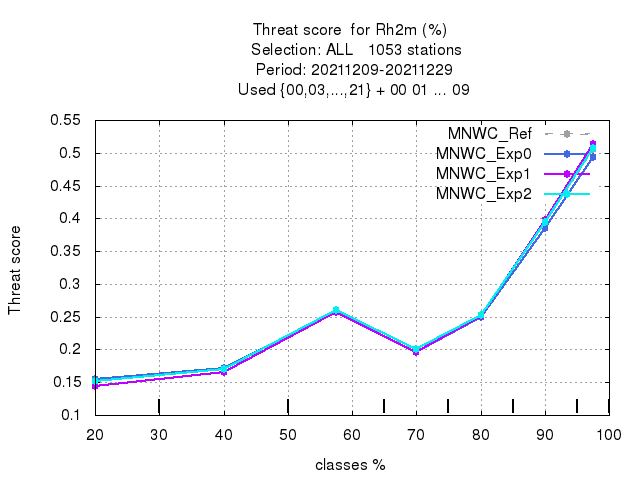 Threat score for Rh2m (%)
Selection: ALL 1053 stations
Period: 20211209-20211229
Used {00,03,...,21} + 00 01 ... 09
MNWC_Ref
MNWC_Exp0
MNWC_Exp1
MNWC_Exp2
Threat score
0.55
0.5
0.45
0.4
0.35
0.3
0.25
0.2
0.15
0.1
20 30 40 50 60 70 80 90 100
classes %